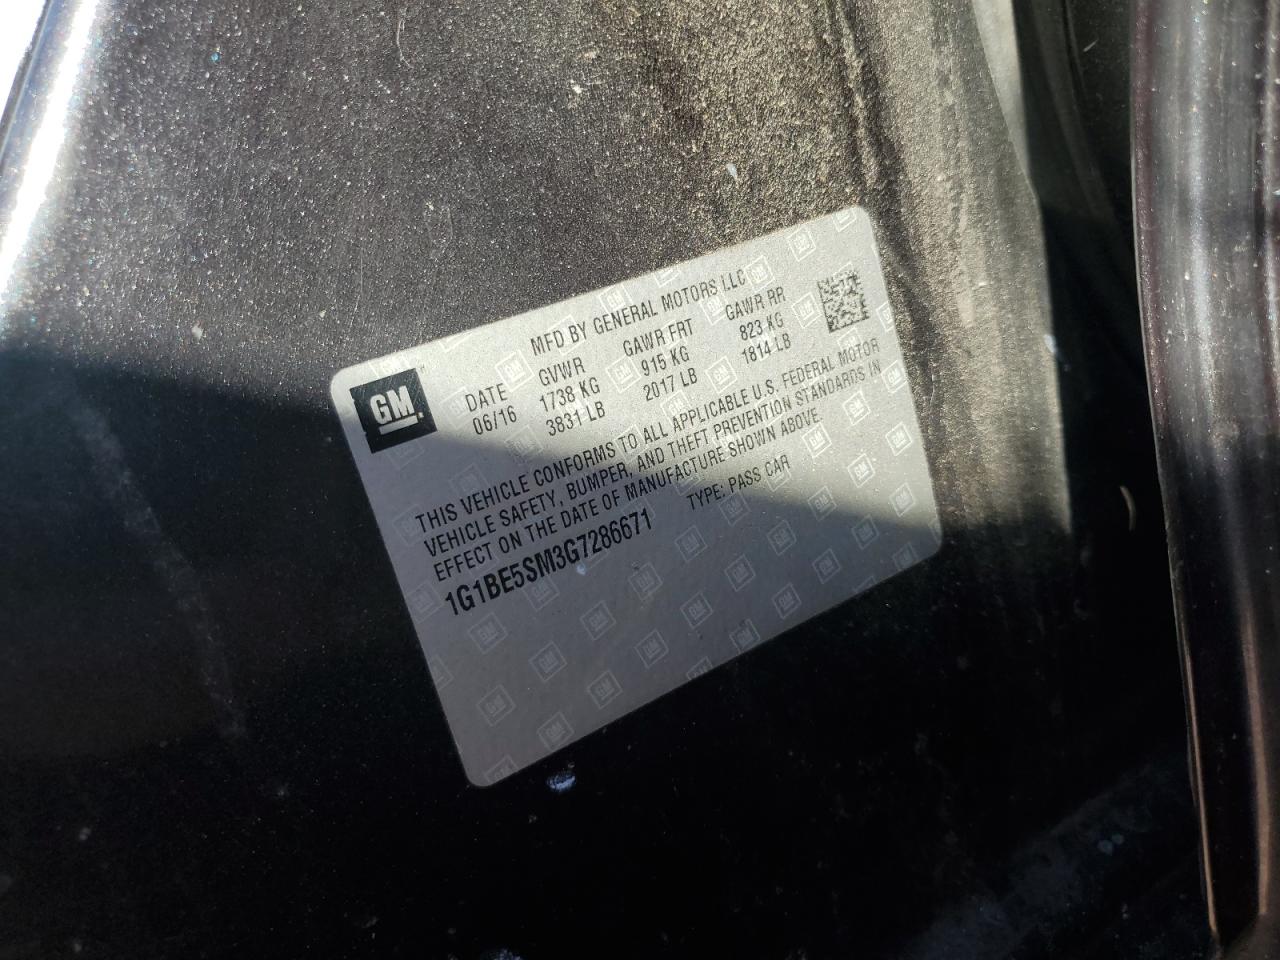 GM
MFD BY GENERAL MOTORS LLC
DATE GVWR GAWR FRT GAWR RR
06/16 1738 KG 915 KG 823 KG
3831 LB 2017 LB 1814 LB
THIS VEHICLE CONFORMS TO ALL APPLICABLE U.S. FEDERAL MOTOR
VEHICLE SAFETY, BUMPER, AND THEFT PREVENTION STANDARDS IN
EFFECT ON THE DATE OF MANUFACTURE SHOWN ABOVE.
1G1BE5SM3G7286671 TYPE: PASS CAR